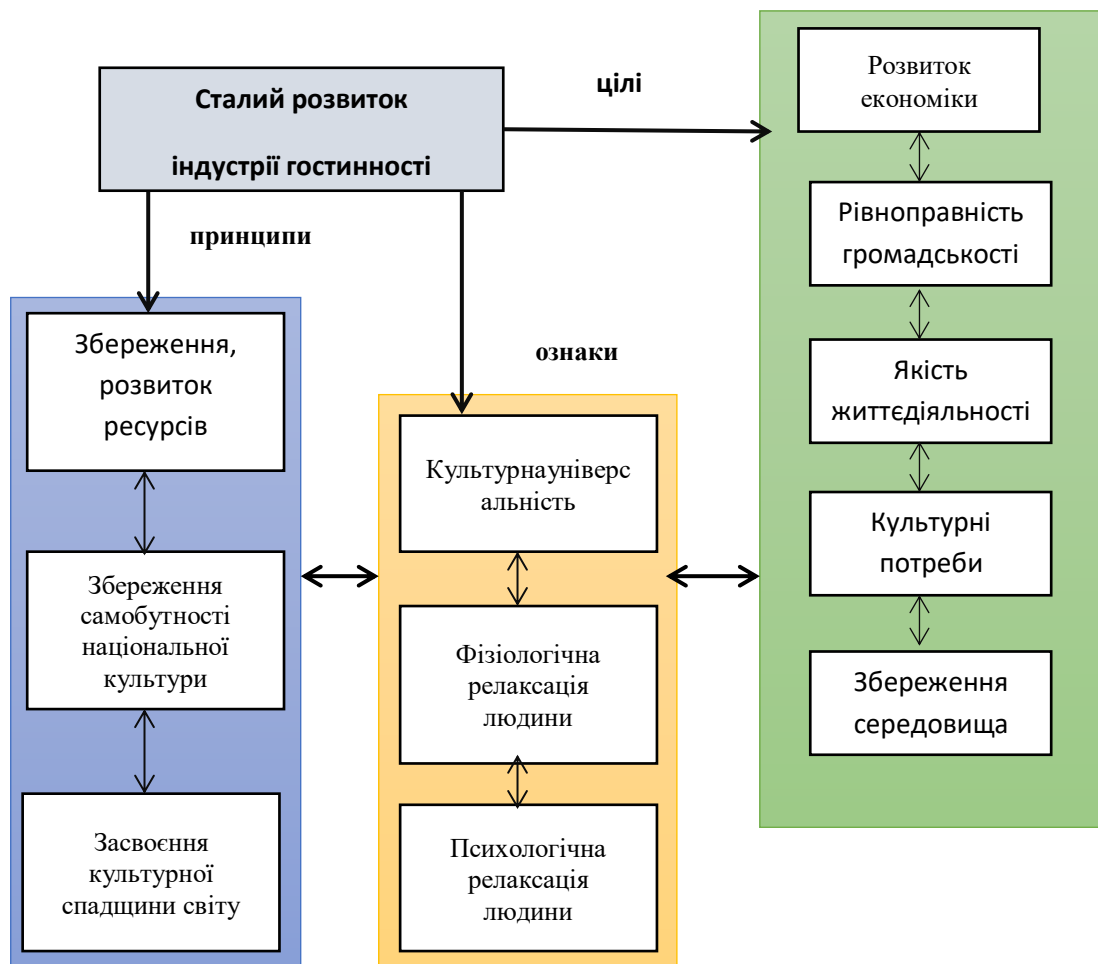 Сталий розвиток
індустрії гостинності
цілі
принципи
ознаки
Збереження,
розвиток
ресурсів
Збереження
самобутності
національної
культури
Засвоєння
культурної
спадщини світу
Культурнауніверс
альність
Фізіологічна
релаксація
людини
Психологічна
релаксація
людини
Розвиток
економіки
Рівноправність
громадськості
Якість
життєдіяльності
Культурні
потреби
Збереження
середовища